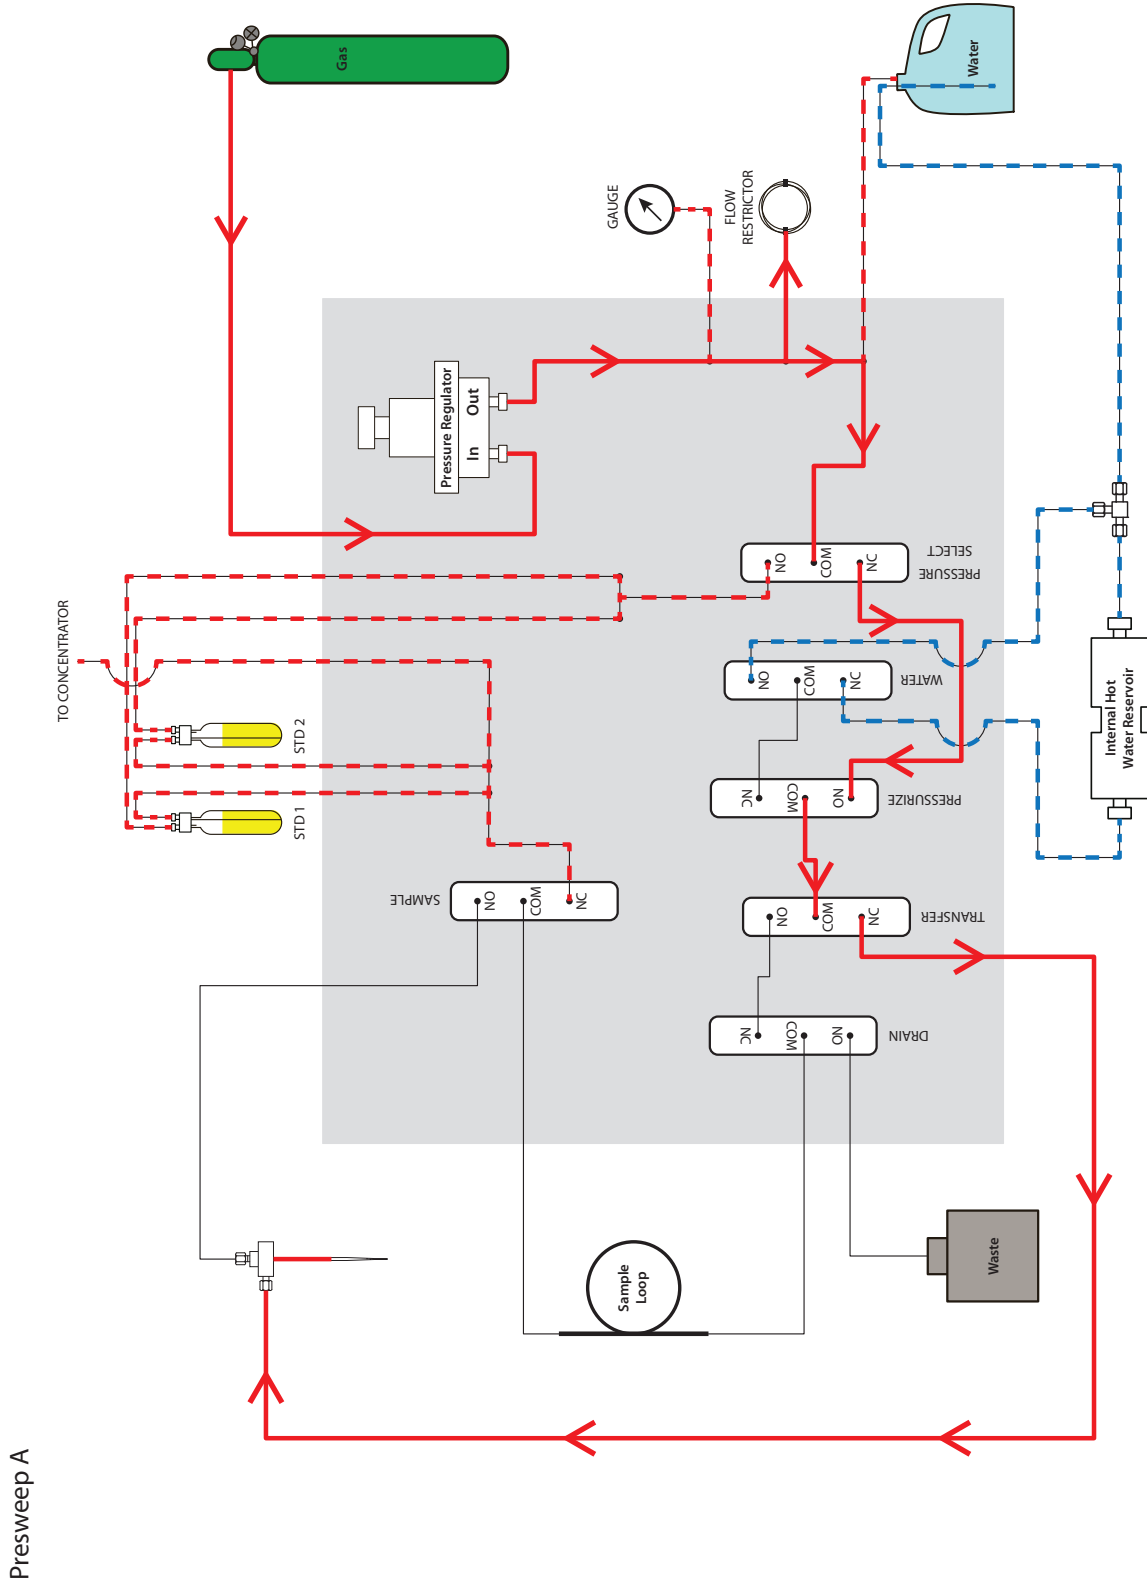 Presweep A
Gas
Water
GAUGE
FLOW
RESTRICTOR
Pressure Regulator
In
Out
TO CONCENTRATOR
STD 2
STD 1
NO
COM
NC
PRESSURE
SELECT
NO
COM
NC
WATER
NC
COM
NO
PRESSURIZE
NO
COM
NC
SAMPLE
NO
COM
NC
TRANSFER
NC
COM
NO
DRAIN
Internal Hot
Water Reservoir
Sample
Loop
Waste